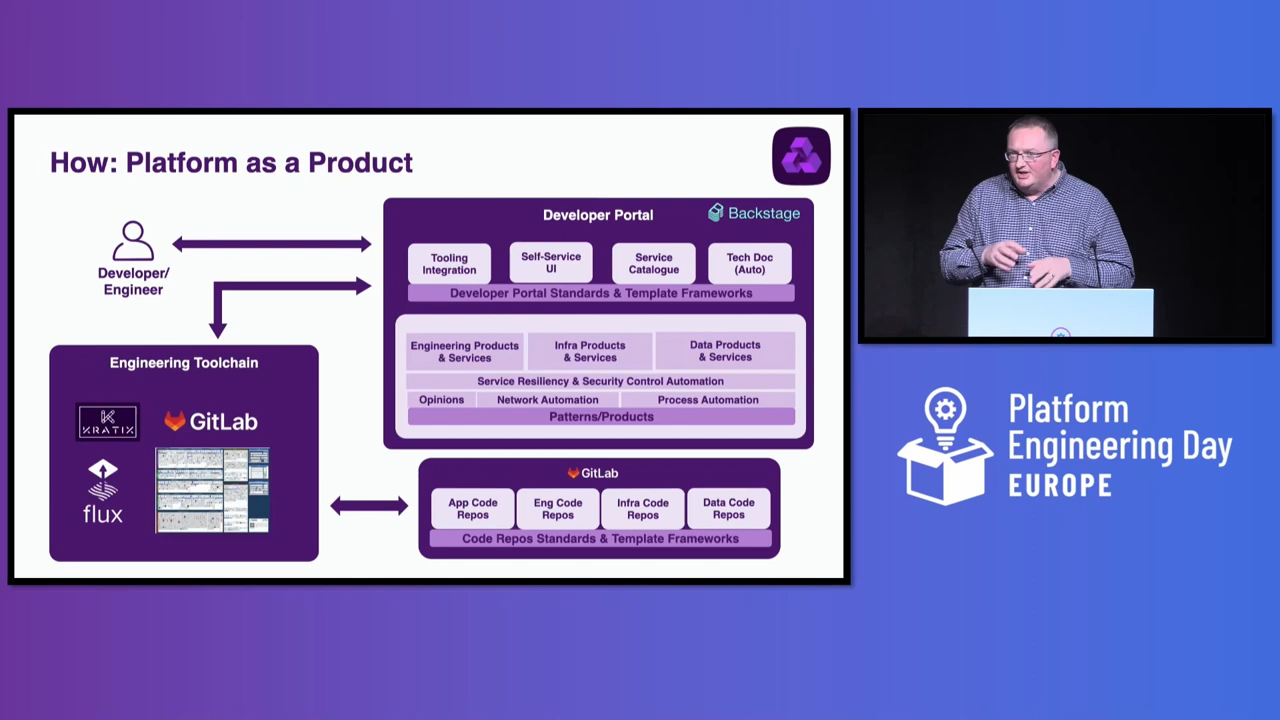 How: Platform as a Product
Developer/
Engineer
Developer Portal
Backstage
Tooling
Integration
Self-Service
UI
Service
Catalogue
Tech Doc
(Auto)
Developer Portal Standards & Template Frameworks
Engineering Products
& Services
Infra Products
& Services
Data Products
& Services
Service Resiliency & Security Control Automation
Opinions
Network Automation
Process Automation
Patterns/Products
Engineering Toolchain
KRATIX
GitLab
flux
GitLab
App Code
Repos
Eng Code
Repos
Infra Code
Repos
Data Code
Repos
Code Repos Standards & Template Frameworks
Platform
Engineering Day
EUROPE